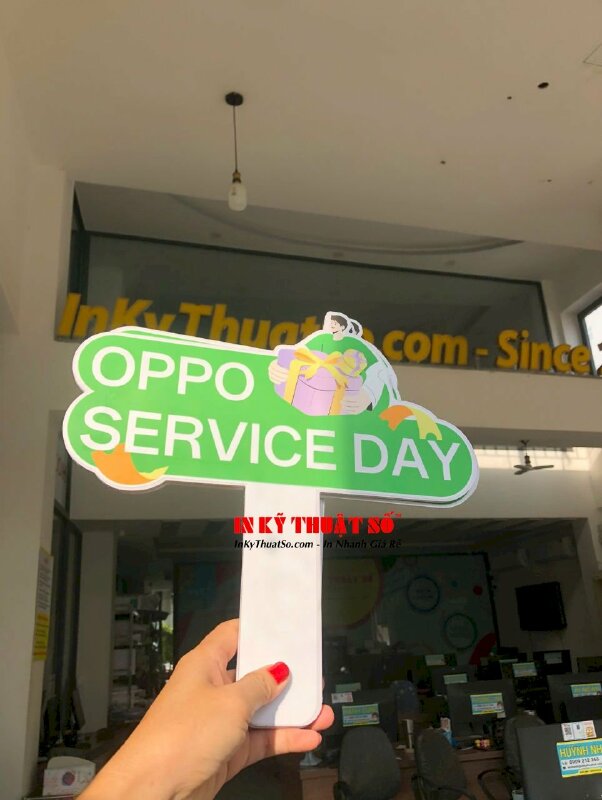 InKyThuatSo.com - Since
OPPO
SERVICE DAY
IN KỸ THUẬT SỐ
InKyThuatSo.com - In Nhanh Giá Rẻ
HUỲNH NH